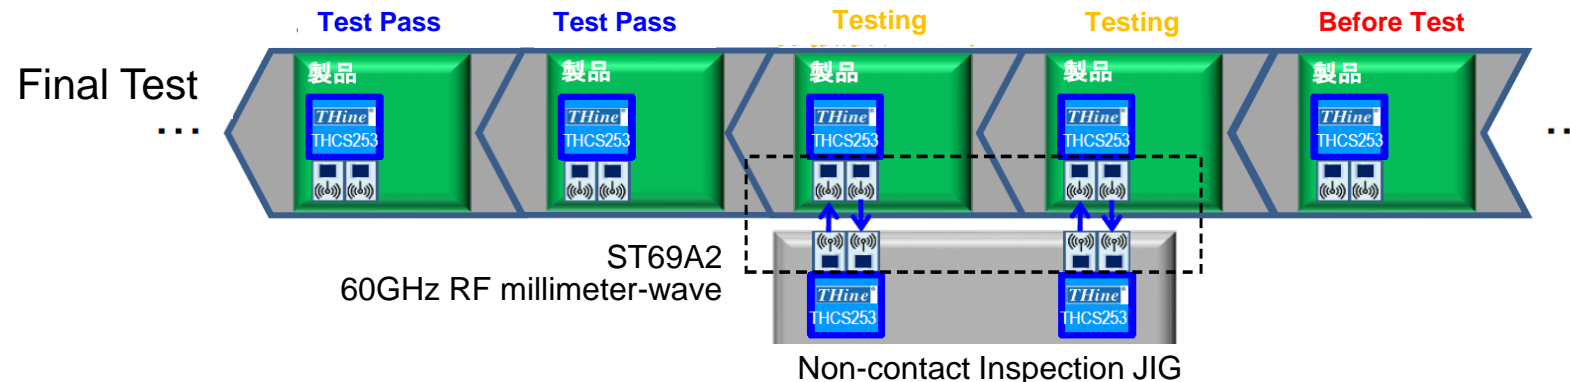 Test Pass
Test Pass
Testing
Testing
Before Test
Final Test
...
製品
THine®
THCS253
製品
THine®
THCS253
製品
THine®
THCS253
製品
THine®
THCS253
製品
THine®
THCS253
ST69A2
60GHz RF millimeter-wave
THine®
THCS253
THine®
THCS253
Non-contact Inspection JIG